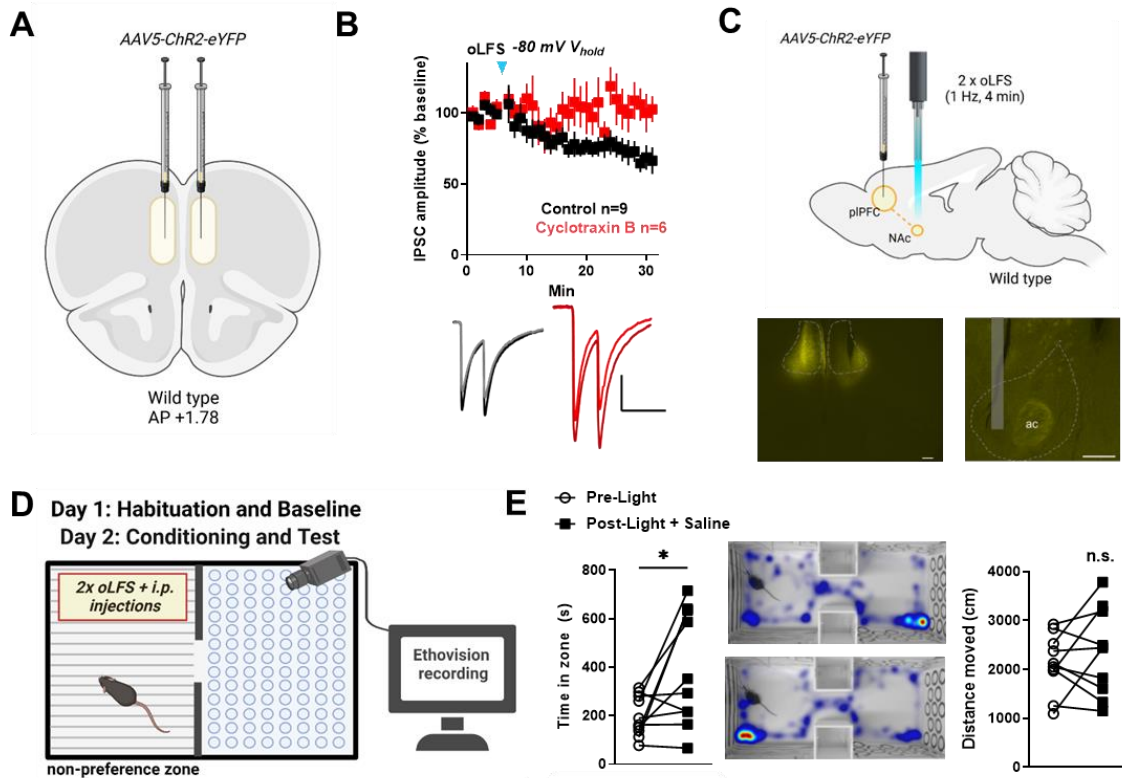 A
AAV5-ChR2-eYFP
Wild type
AP +1.78
B
oLFS -80 mV Vhold
IPSC amplitude (% baseline)
100
50
0
Control n=9
Cyclotraxin B n=6
0 10 20 30
Min
C
AAV5-ChR2-eYFP
2 x oLFS
(1 Hz, 4 min)
plPFC
NAc
Wild type
ac
D
Day 1: Habituation and Baseline
Day 2: Conditioning and Test
2x oLFS + i.p.
injections
Ethovision
recording
non-preference zone
E
Pre-Light
Post-Light + Saline
*
Time in zone (s)
800
600
400
200
0
n.s.
Distance moved (cm)
4000
3000
2000
1000
0